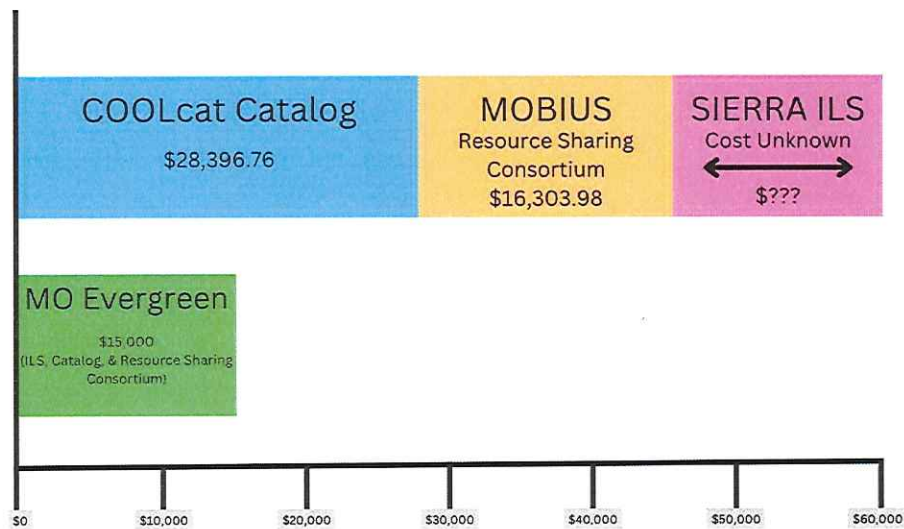 COOLcat Catalog
$28,396.76
MOBIUS
Resource Sharing
Consortium
$16,303.98
SIERRA ILS
Cost Unknown
$???
MO Evergreen
$15,000
(ILS, Catalog, & Resource Sharing
Consortium)
$0
$10,000
$20,000
$30,000
$40,000
$50,000
$60,000